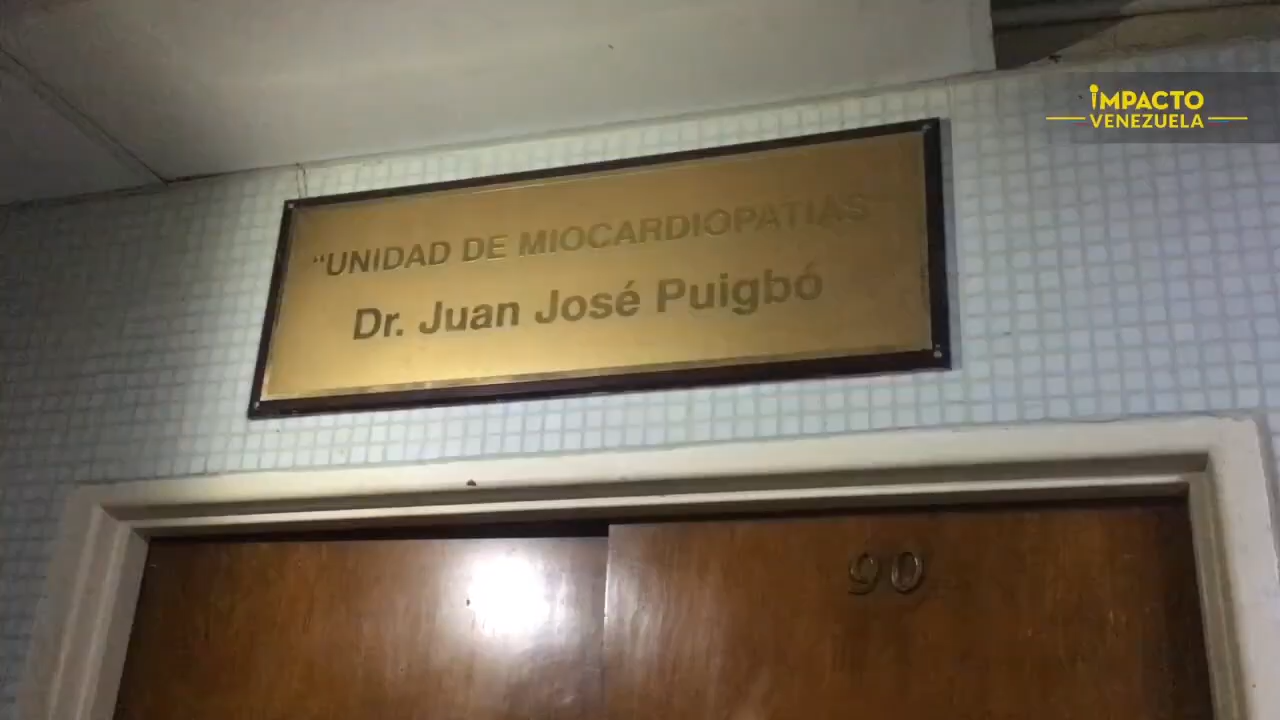 IMPACTO
VENEZUELA
"UNIDAD DE MIOCARDIOPATIAS
Dr. Juan José Puigbó
90